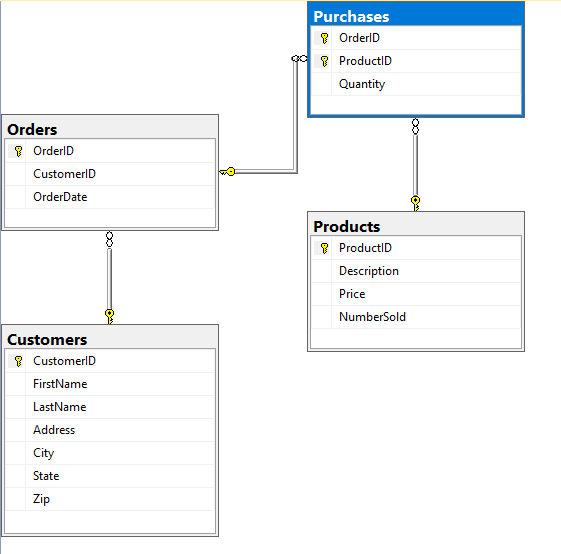 Purchases
OrderID
ProductID
Quantity
Orders
OrderID
CustomerID
OrderDate
Products
ProductID
Description
Price
NumberSold
Customers
CustomerID
FirstName
LastName
Address
City
State
Zip